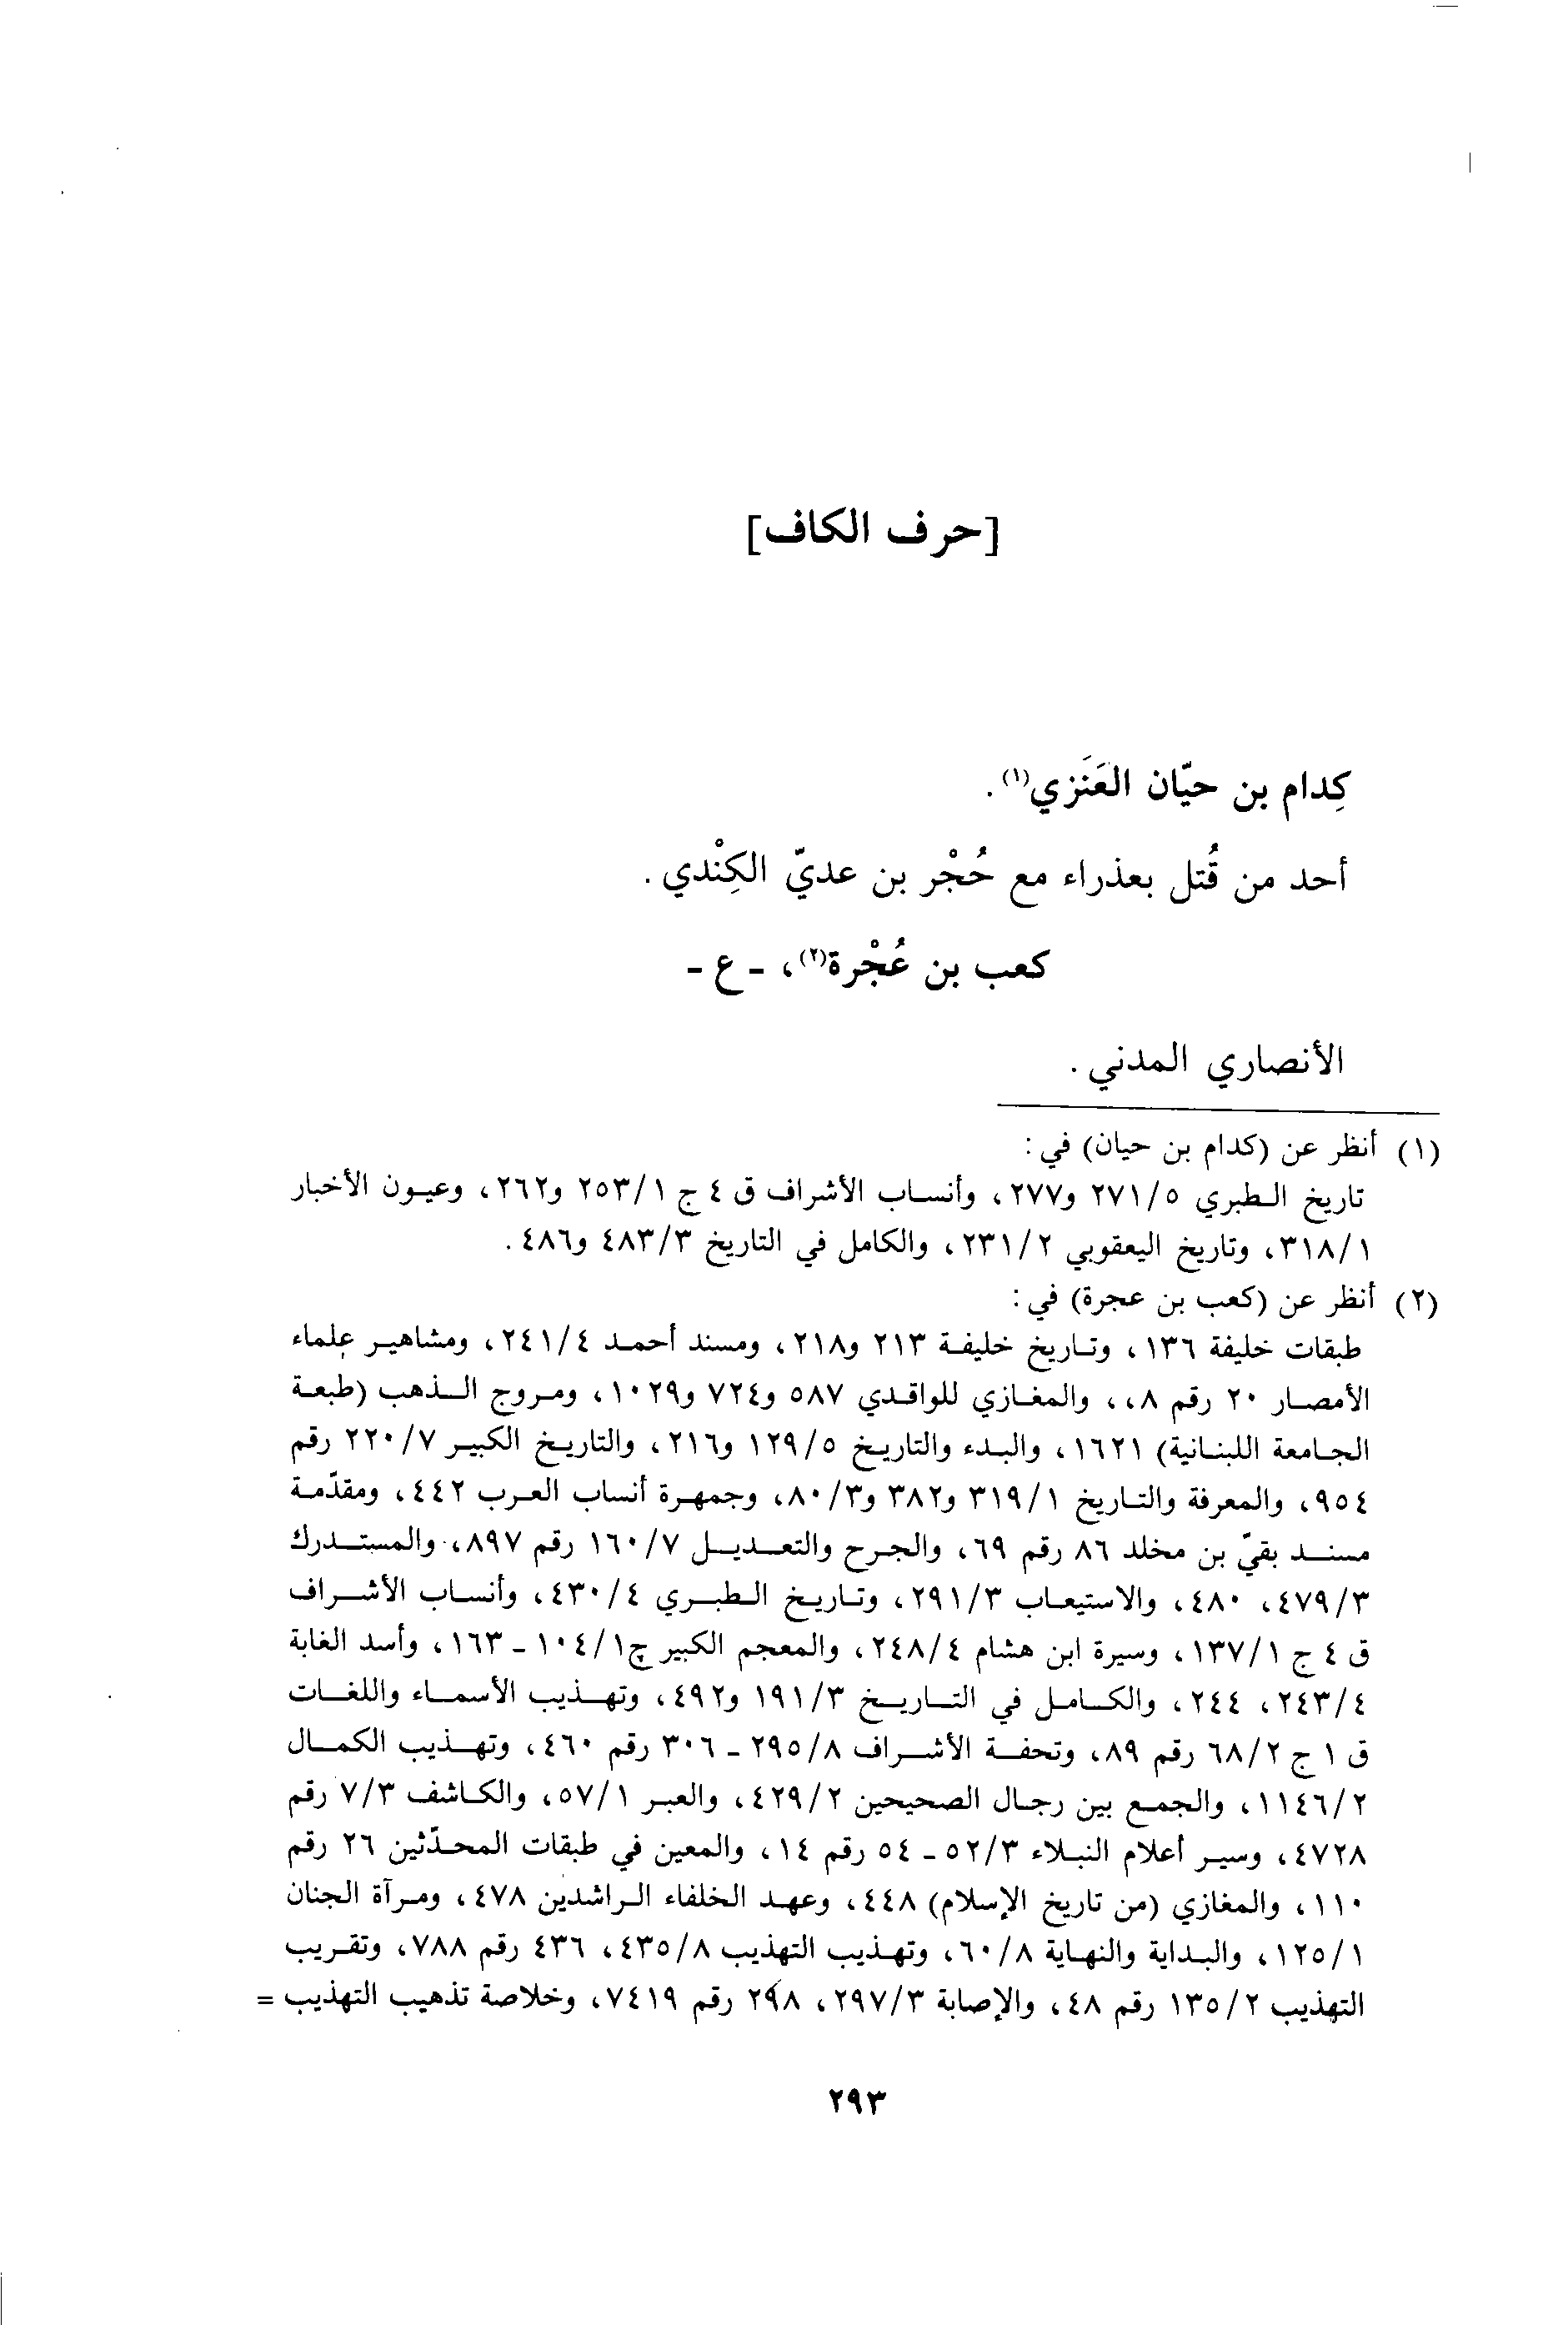 [حرف الكاف]
كِدام بن حيّان العَنَزي(١).
أحد من قُتل بعذراء مع حُجْر بن عديّ الكِنْدي.
كعب بن عُجْرة(٢)، - ع -
الأنصاري المدني.
(١) أنظر عن (كدام بن حيان) في:
تاريخ الطبري ٢٧١/٥ و٢٧٧، وأنساب الأشراف ق ٤ ج ٢٥٣/١ و٢٦٢، وعيون الأخبار
٣١٨/١، وتاريخ اليعقوبي ٢٣١/٢، والكامل في التاريخ ٤٨٣/٣ و٤٨٦.
(٢) أنظر عن (كعب بن عجرة) في:
طبقات خليفة ١٣٦، وتاريخ خليفة ٢١٣ و٢١٨، ومسند أحمد ٢٤١/٤، ومشاهير علماء
الأمصار ٢٠ رقم ٨،، والمغازي للواقدي ٥٨٧ و٧٢٤ و١٠٢٩، ومروج الذهب (طبعة
الجامعة اللبنانية) ١٦٢١، والبدء والتاريخ ١٢٩/٥ و٢١٦، والتاريخ الكبير ٢٢٠/٧ رقم
٩٥٤، والمعرفة والتاريخ ٣١٩/١ و٣٨٢ و٨٠/٣، وجمهرة أنساب العرب ٤٤٢، ومقدّمة
مسند بقيّ بن مخلد ٨٦ رقم ٦٩، والجرح والتعديل ١٦٠/٧ رقم ٨٩٧، والمستدرك
٤٧٩/٣، ٤٨٠، والاستيعاب ٢٩١/٣، وتاريخ الطبري ٤٣٠/٤، وأنساب الأشراف
ق ٤ ج ١٣٧/١، وسيرة ابن هشام ٢٤٨/٤، والمعجم الكبير ج١٠٤/١ - ١٦٣، وأسد الغابة
٢٤٣/٤، ٢٤٤، والكامل في التاريخ ١٩١/٣ و٤٩٢، وتهذيب الأسماء واللغات
ق ١ ج ٦٨/٢ رقم ٨٩، وتحفة الأشراف ٢٩٥/٨ - ٣٠٦ رقم ٤٦٠، وتهذيب الكمال
١١٤٦/٢، والجمع بين رجال الصحيحين ٤٢٩/٢، والعبر ٥٧/١، والكاشف ٧/٣ رقم
٤٧٢٨، وسير أعلام النبلاء ٥٢/٣ - ٥٤ رقم ١٤، والمعين في طبقات المحدّثين ٢٦ رقم
١١٠، والمغازي (من تاريخ الإسلام) ٤٤٨، وعهد الخلفاء الراشدين ٤٧٨، ومرآة الجنان
١٢٥/١، والبداية والنهاية ٦٠/٨، وتهذيب التهذيب ٤٣٥/٨، ٤٣٦ رقم ٧٨٨، وتقريب
التهذيب ١٣٥/٢ رقم ٤٨، والإصابة ٢٩٧/٣، ٢٩٨ رقم ٧٤١٩، وخلاصة تذهيب التهذيب =
٢٩٣